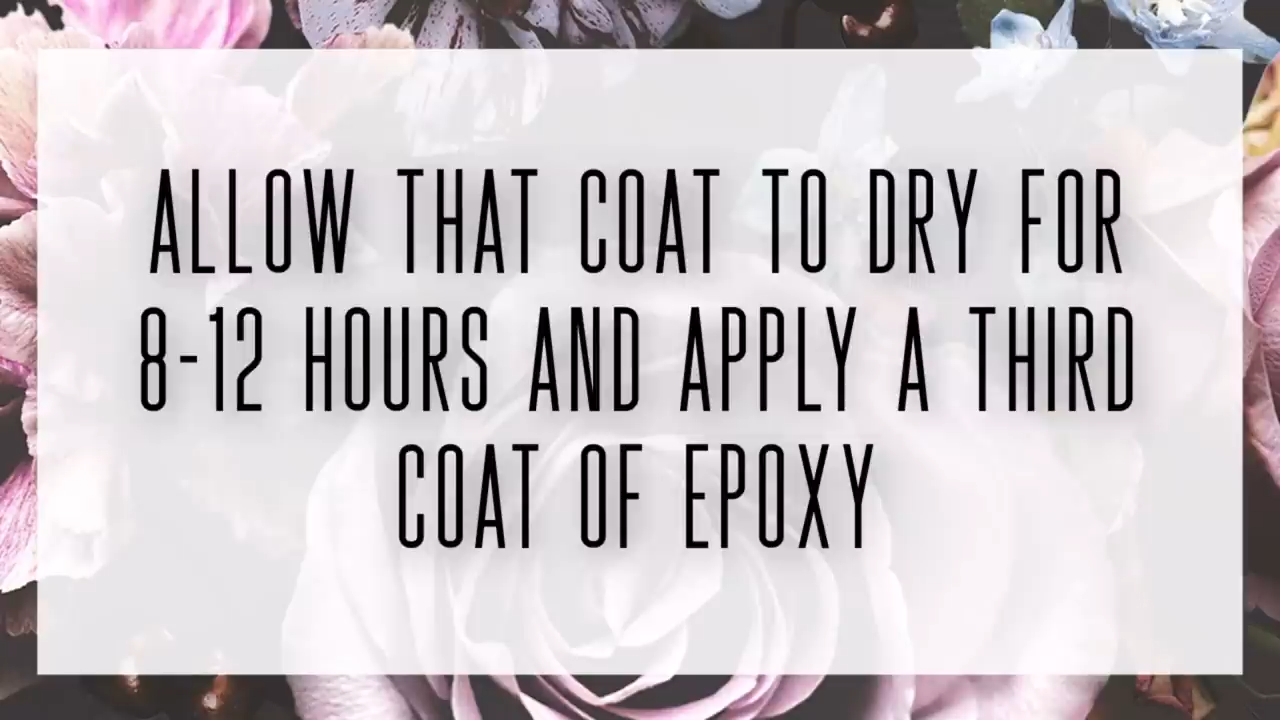 ALLOW THAT COAT TO DRY FOR
8-12 HOURS AND APPLY A THIRD
COAT OF EPOXY